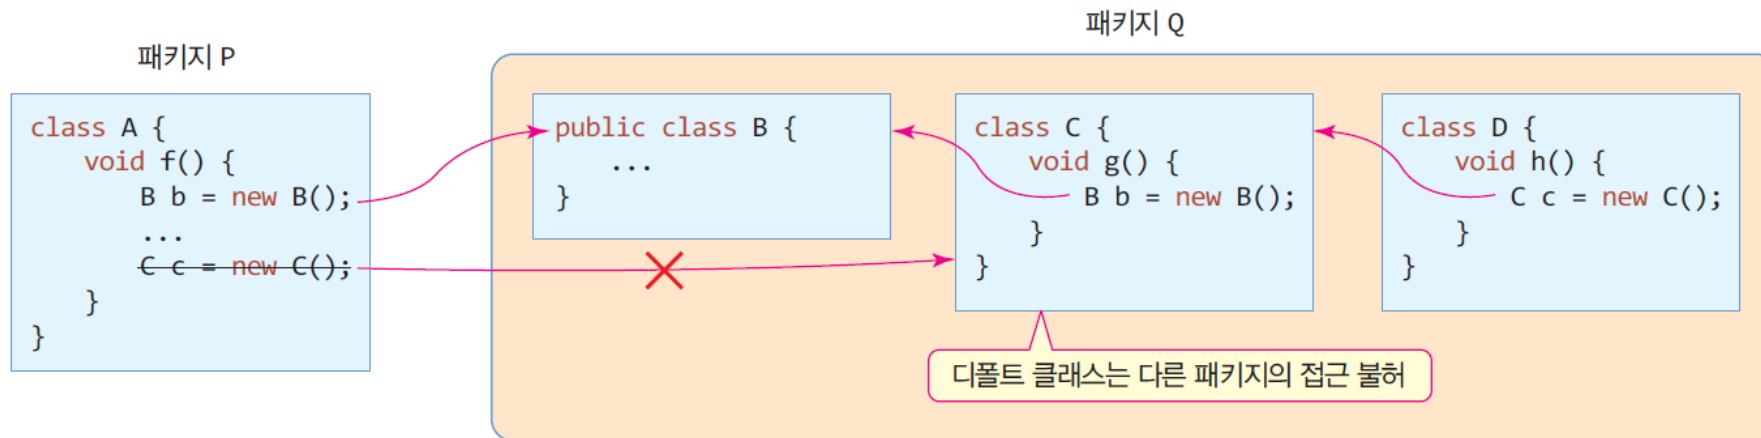 패키지 P
class A {
void f() {
B b = new B();
...
C c = new C();
}
}
패키지 Q
public class B {
...
}
class C {
void g() {
B b = new B();
}
}
class D {
void h() {
C c = new C();
}
}
디폴트 클래스는 다른 패키지의 접근 불허